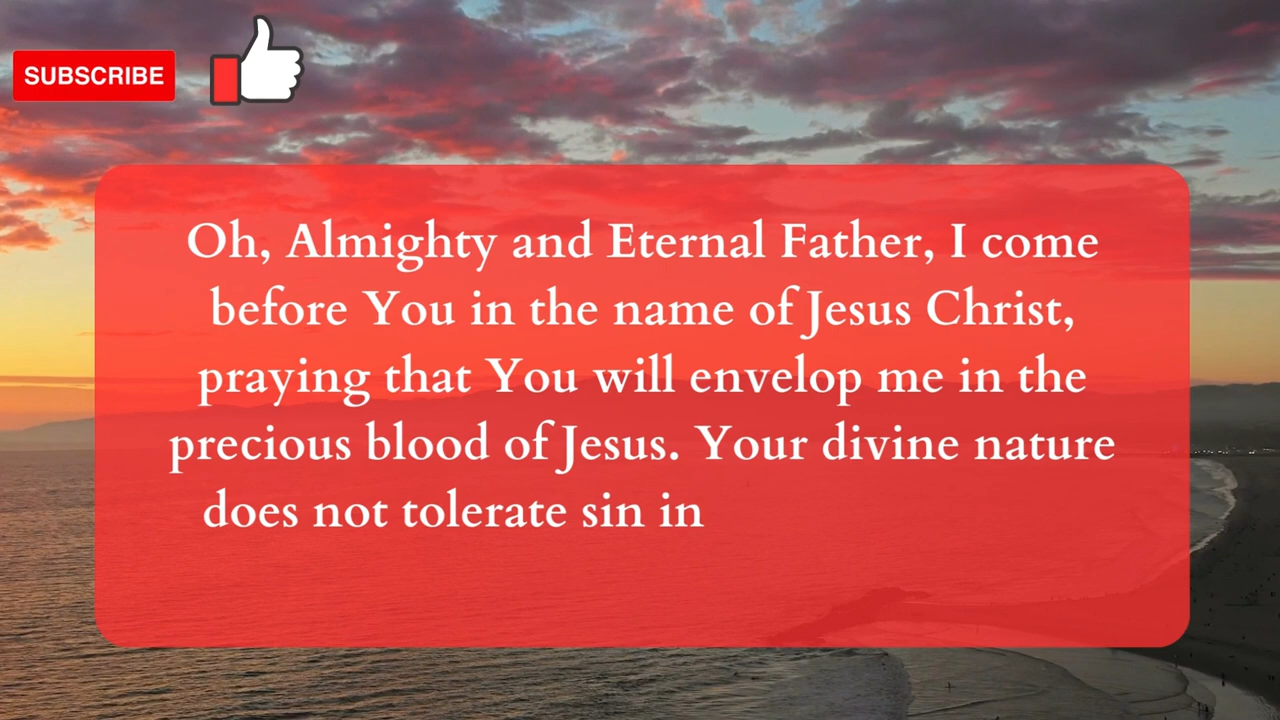 SUBSCRIBE
Oh, Almighty and Eternal Father, I come
before You in the name of Jesus Christ,
praying that You will envelop me in the
precious blood of Jesus. Your divine nature
does not tolerate sin in